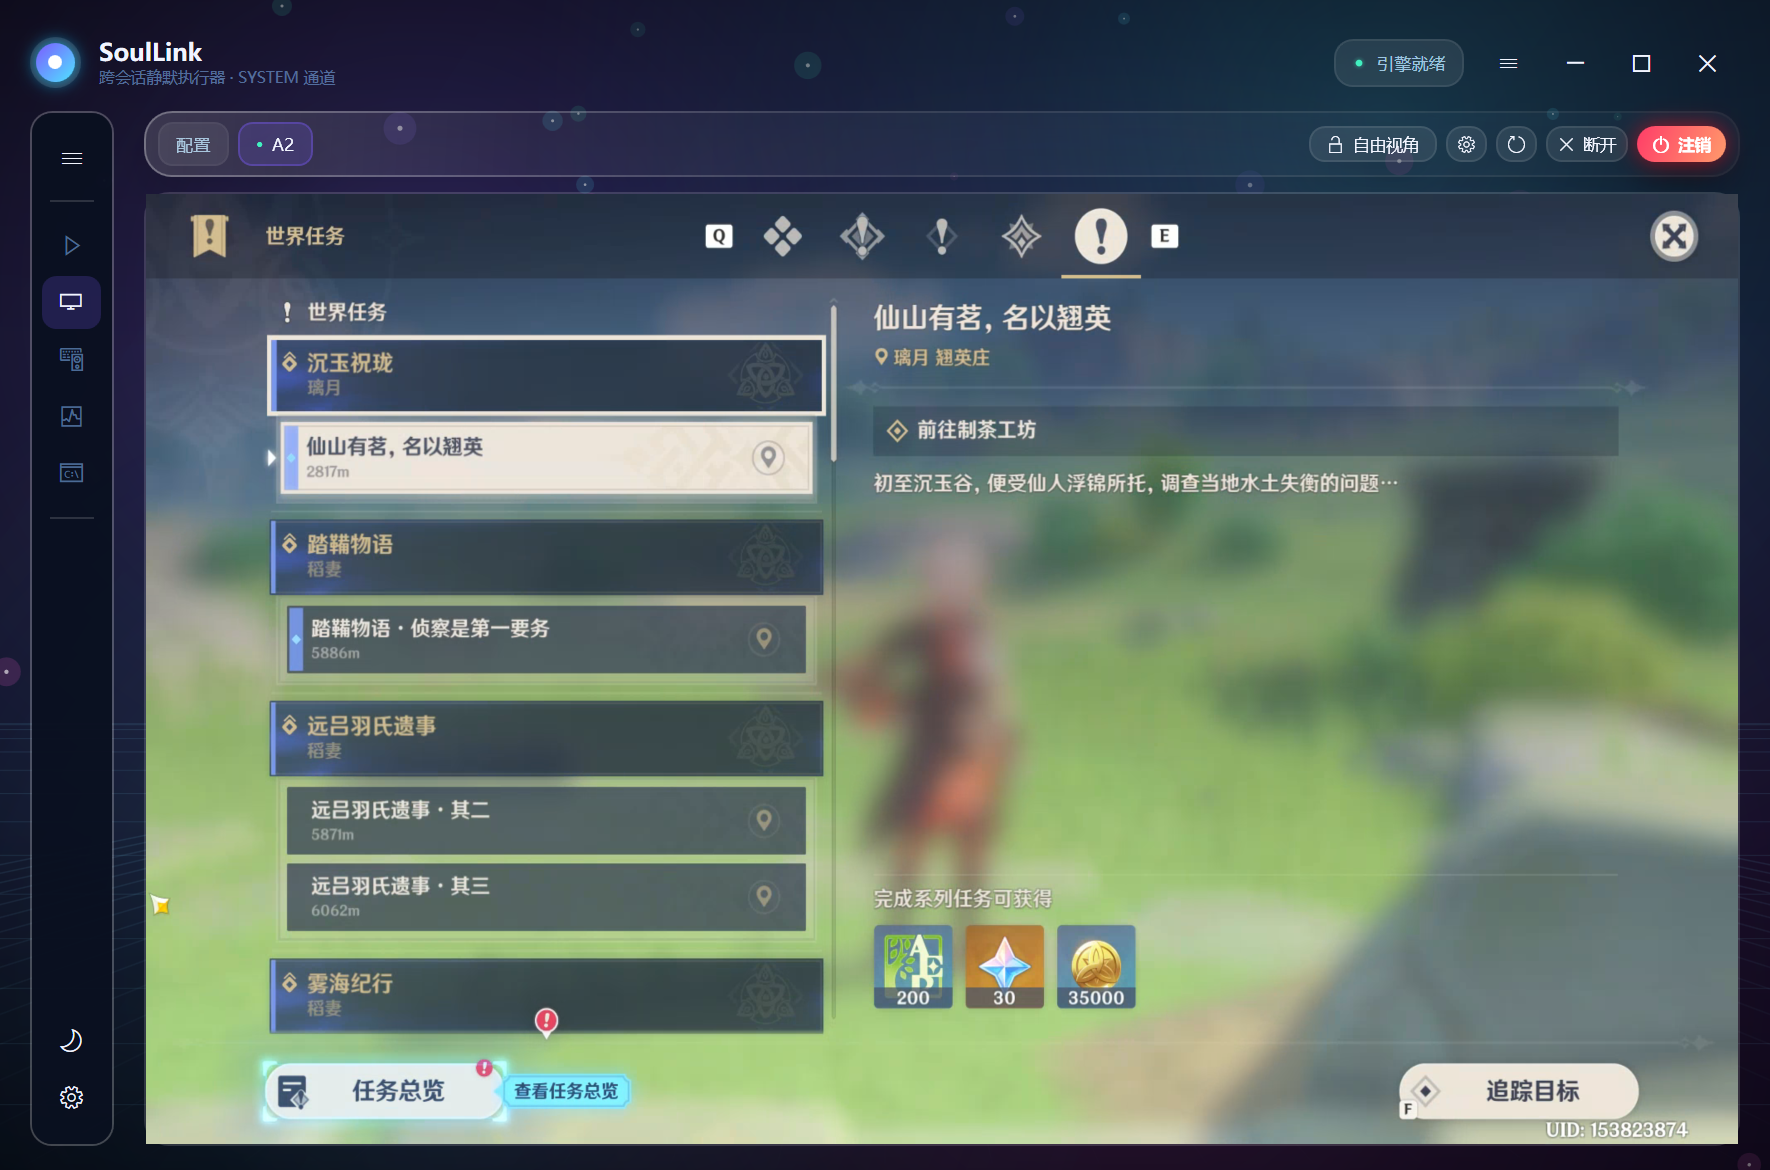 SoulLink
跨会话静默执行器 · SYSTEM 通道
引擎就绪
配置
A2
自由视角
断开
注销
世界任务
Q
E
世界任务
沉玉祝珑
璃月
仙山有茗，名以翘英
2817m
踏鞴物语
稻妻
踏鞴物语・侦察是第一要务
5886m
远吕羽氏遗事
稻妻
远吕羽氏遗事・其二
5871m
远吕羽氏遗事・其三
6062m
雾海纪行
稻妻
任务总览
查看任务总览
仙山有茗，名以翘英
璃月 翘英庄
前往制茶工坊
初至沉玉谷，便受仙人浮锦所托，调查当地水土失衡的问题…
完成系列任务可获得
200
30
35000
追踪目标
F
UID: 153823874
C:\